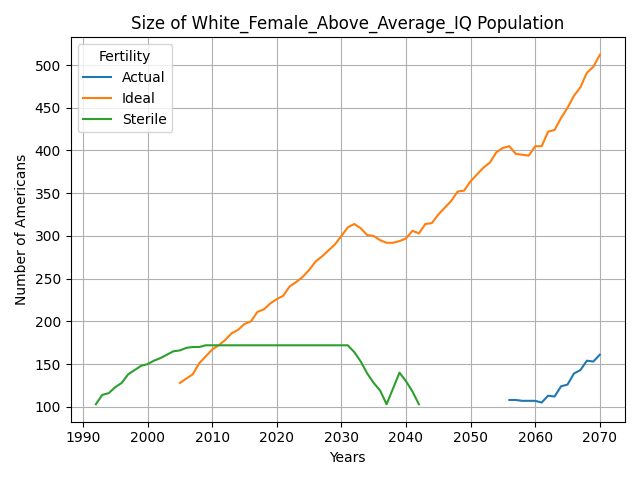 Size of White_Female_Above_Average_IQ Population
Fertility
Actual
Ideal
Sterile
Number of Americans
500
450
400
350
300
250
200
150
100
1990
2000
2010
2020
2030
2040
2050
2060
2070
Years